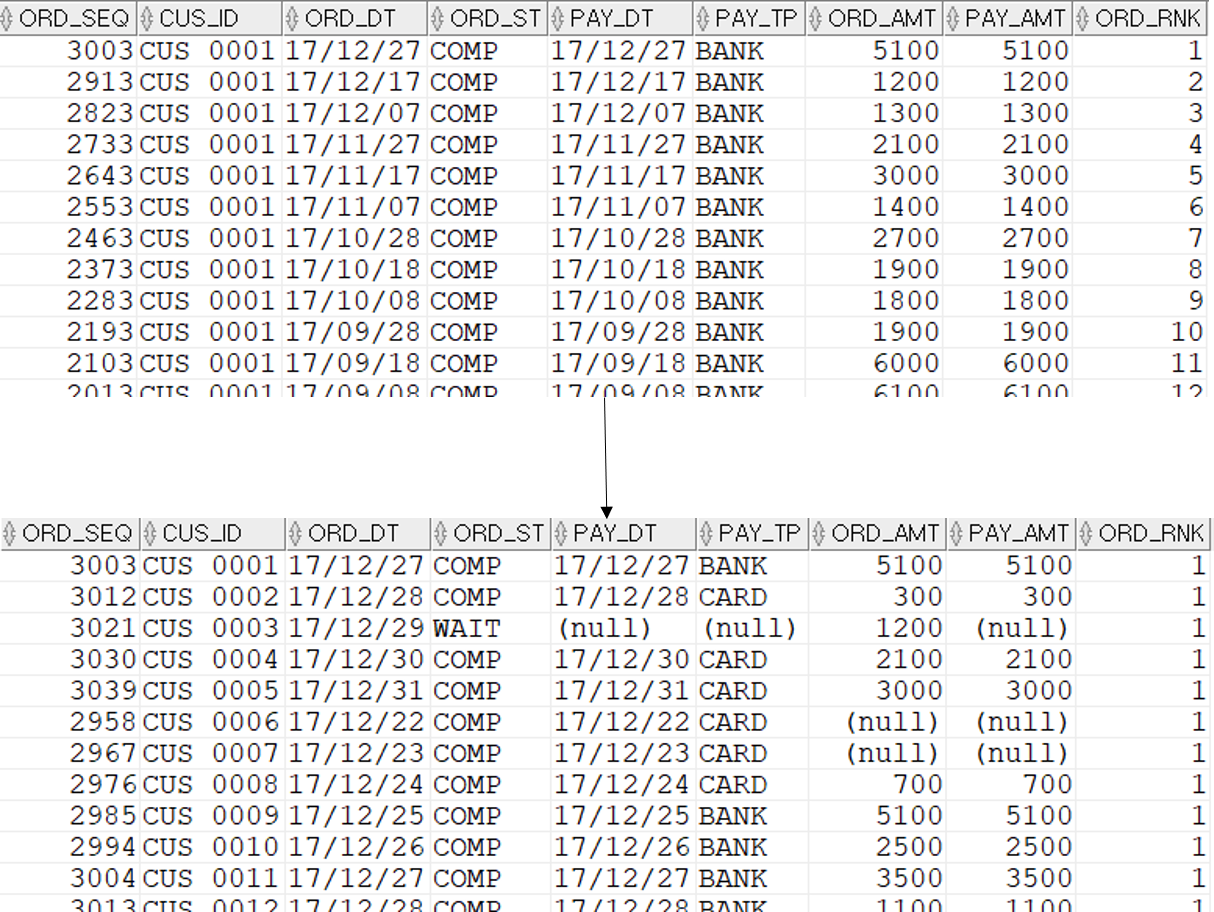 ORD_SEQ CUS_ID ORD_DT ORD_ST PAY_DT PAY_TP ORD_AMT PAY_AMT ORD_RNK
3003 CUS 0001 17/12/27 COMP 17/12/27 BANK 5100 5100 1
2913 CUS 0001 17/12/17 COMP 17/12/17 BANK 1200 1200 2
2823 CUS 0001 17/12/07 COMP 17/12/07 BANK 1300 1300 3
2733 CUS 0001 17/11/27 COMP 17/11/27 BANK 2100 2100 4
2643 CUS 0001 17/11/17 COMP 17/11/17 BANK 3000 3000 5
2553 CUS 0001 17/11/07 COMP 17/11/07 BANK 1400 1400 6
2463 CUS 0001 17/10/28 COMP 17/10/28 BANK 2700 2700 7
2373 CUS 0001 17/10/18 COMP 17/10/18 BANK 1900 1900 8
2283 CUS 0001 17/10/08 COMP 17/10/08 BANK 1800 1800 9
2193 CUS 0001 17/09/28 COMP 17/09/28 BANK 1900 1900 10
2103 CUS 0001 17/09/18 COMP 17/09/18 BANK 6000 6000 11
2013 CUS 0001 17/09/08 COMP 17/09/08 BANK 6100 6100 12
ORD_SEQ CUS_ID ORD_DT ORD_ST PAY_DT PAY_TP ORD_AMT PAY_AMT ORD_RNK
3003 CUS 0001 17/12/27 COMP 17/12/27 BANK 5100 5100 1
3012 CUS 0002 17/12/28 COMP 17/12/28 CARD 300 300 1
3021 CUS 0003 17/12/29 WAIT (null) (null) 1200 (null) 1
3030 CUS 0004 17/12/30 COMP 17/12/30 CARD 2100 2100 1
3039 CUS 0005 17/12/31 COMP 17/12/31 CARD 3000 3000 1
2958 CUS 0006 17/12/22 COMP 17/12/22 CARD (null) (null) 1
2967 CUS 0007 17/12/23 COMP 17/12/23 CARD (null) (null) 1
2976 CUS 0008 17/12/24 COMP 17/12/24 CARD 700 700 1
2985 CUS 0009 17/12/25 COMP 17/12/25 BANK 5100 5100 1
2994 CUS 0010 17/12/26 COMP 17/12/26 BANK 2500 2500 1
3004 CUS 0011 17/12/27 COMP 17/12/27 BANK 3500 3500 1
3013 CUS 0012 17/12/28 COMP 17/12/28 BANK 1100 1100 1